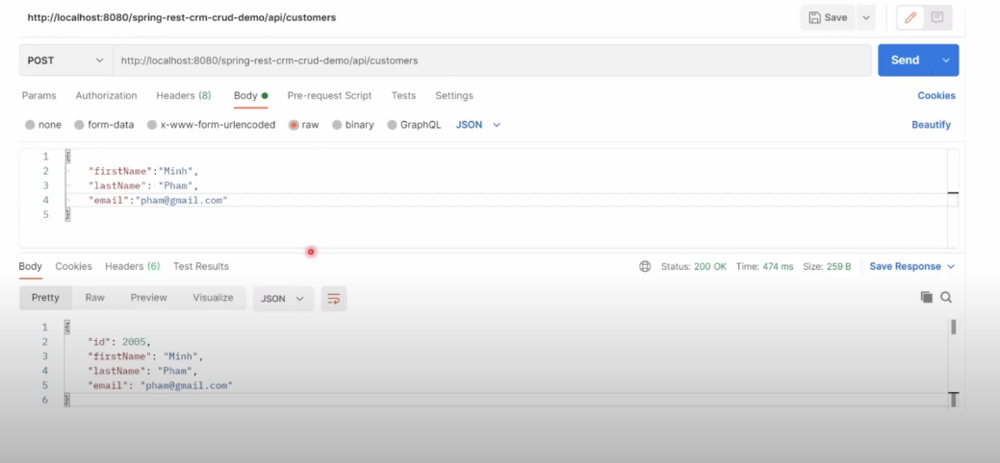 http://localhost:8080/spring-rest-crm-crud-demo/api/customers
Save
POST
http://localhost:8080/spring-rest-crm-crud-demo/api/customers
Send
Params Authorization Headers (8) Body Pre-request Script Tests Settings Cookies
none form-data x-www-form-urlencoded raw binary GraphQL JSON Beautify
1 {
2 "firstName":"Minh",
3 "lastName": "Pham",
4 "email":"pham@gmail.com"
5 }
Body Cookies Headers (6) Test Results Status: 200 OK Time: 474 ms Size: 259 B Save Response
Pretty Raw Preview Visualize JSON
1 {
2 "id": 2005,
3 "firstName": "Minh",
4 "lastName": "Pham",
5 "email": "pham@gmail.com"
6 }